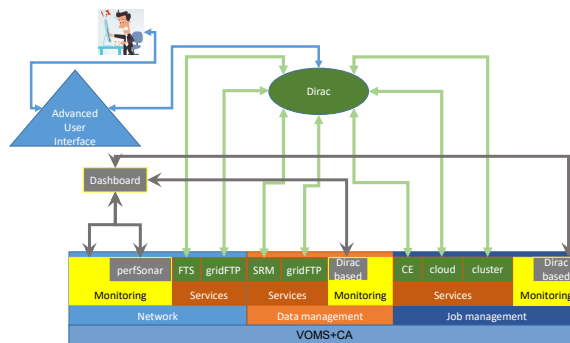 Dirac
Advanced
User
Interface
Dashboard
perfSonar
FTS
gridFTP
SRM
gridFTP
Dirac
based
CE
cloud
cluster
Dirac
based
Monitoring
Services
Services
Monitoring
Services
Monitoring
Network
Data management
Job management
VOMS+CA